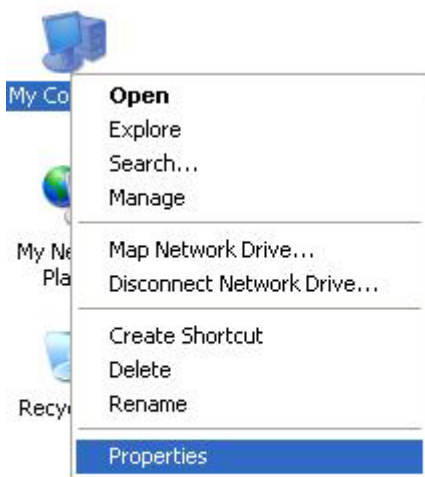 My Co
Open
Explore
Search...
Manage
My Ne
Pla
Map Network Drive...
Disconnect Network Drive...
Create Shortcut
Delete
Rename
Recy
Properties